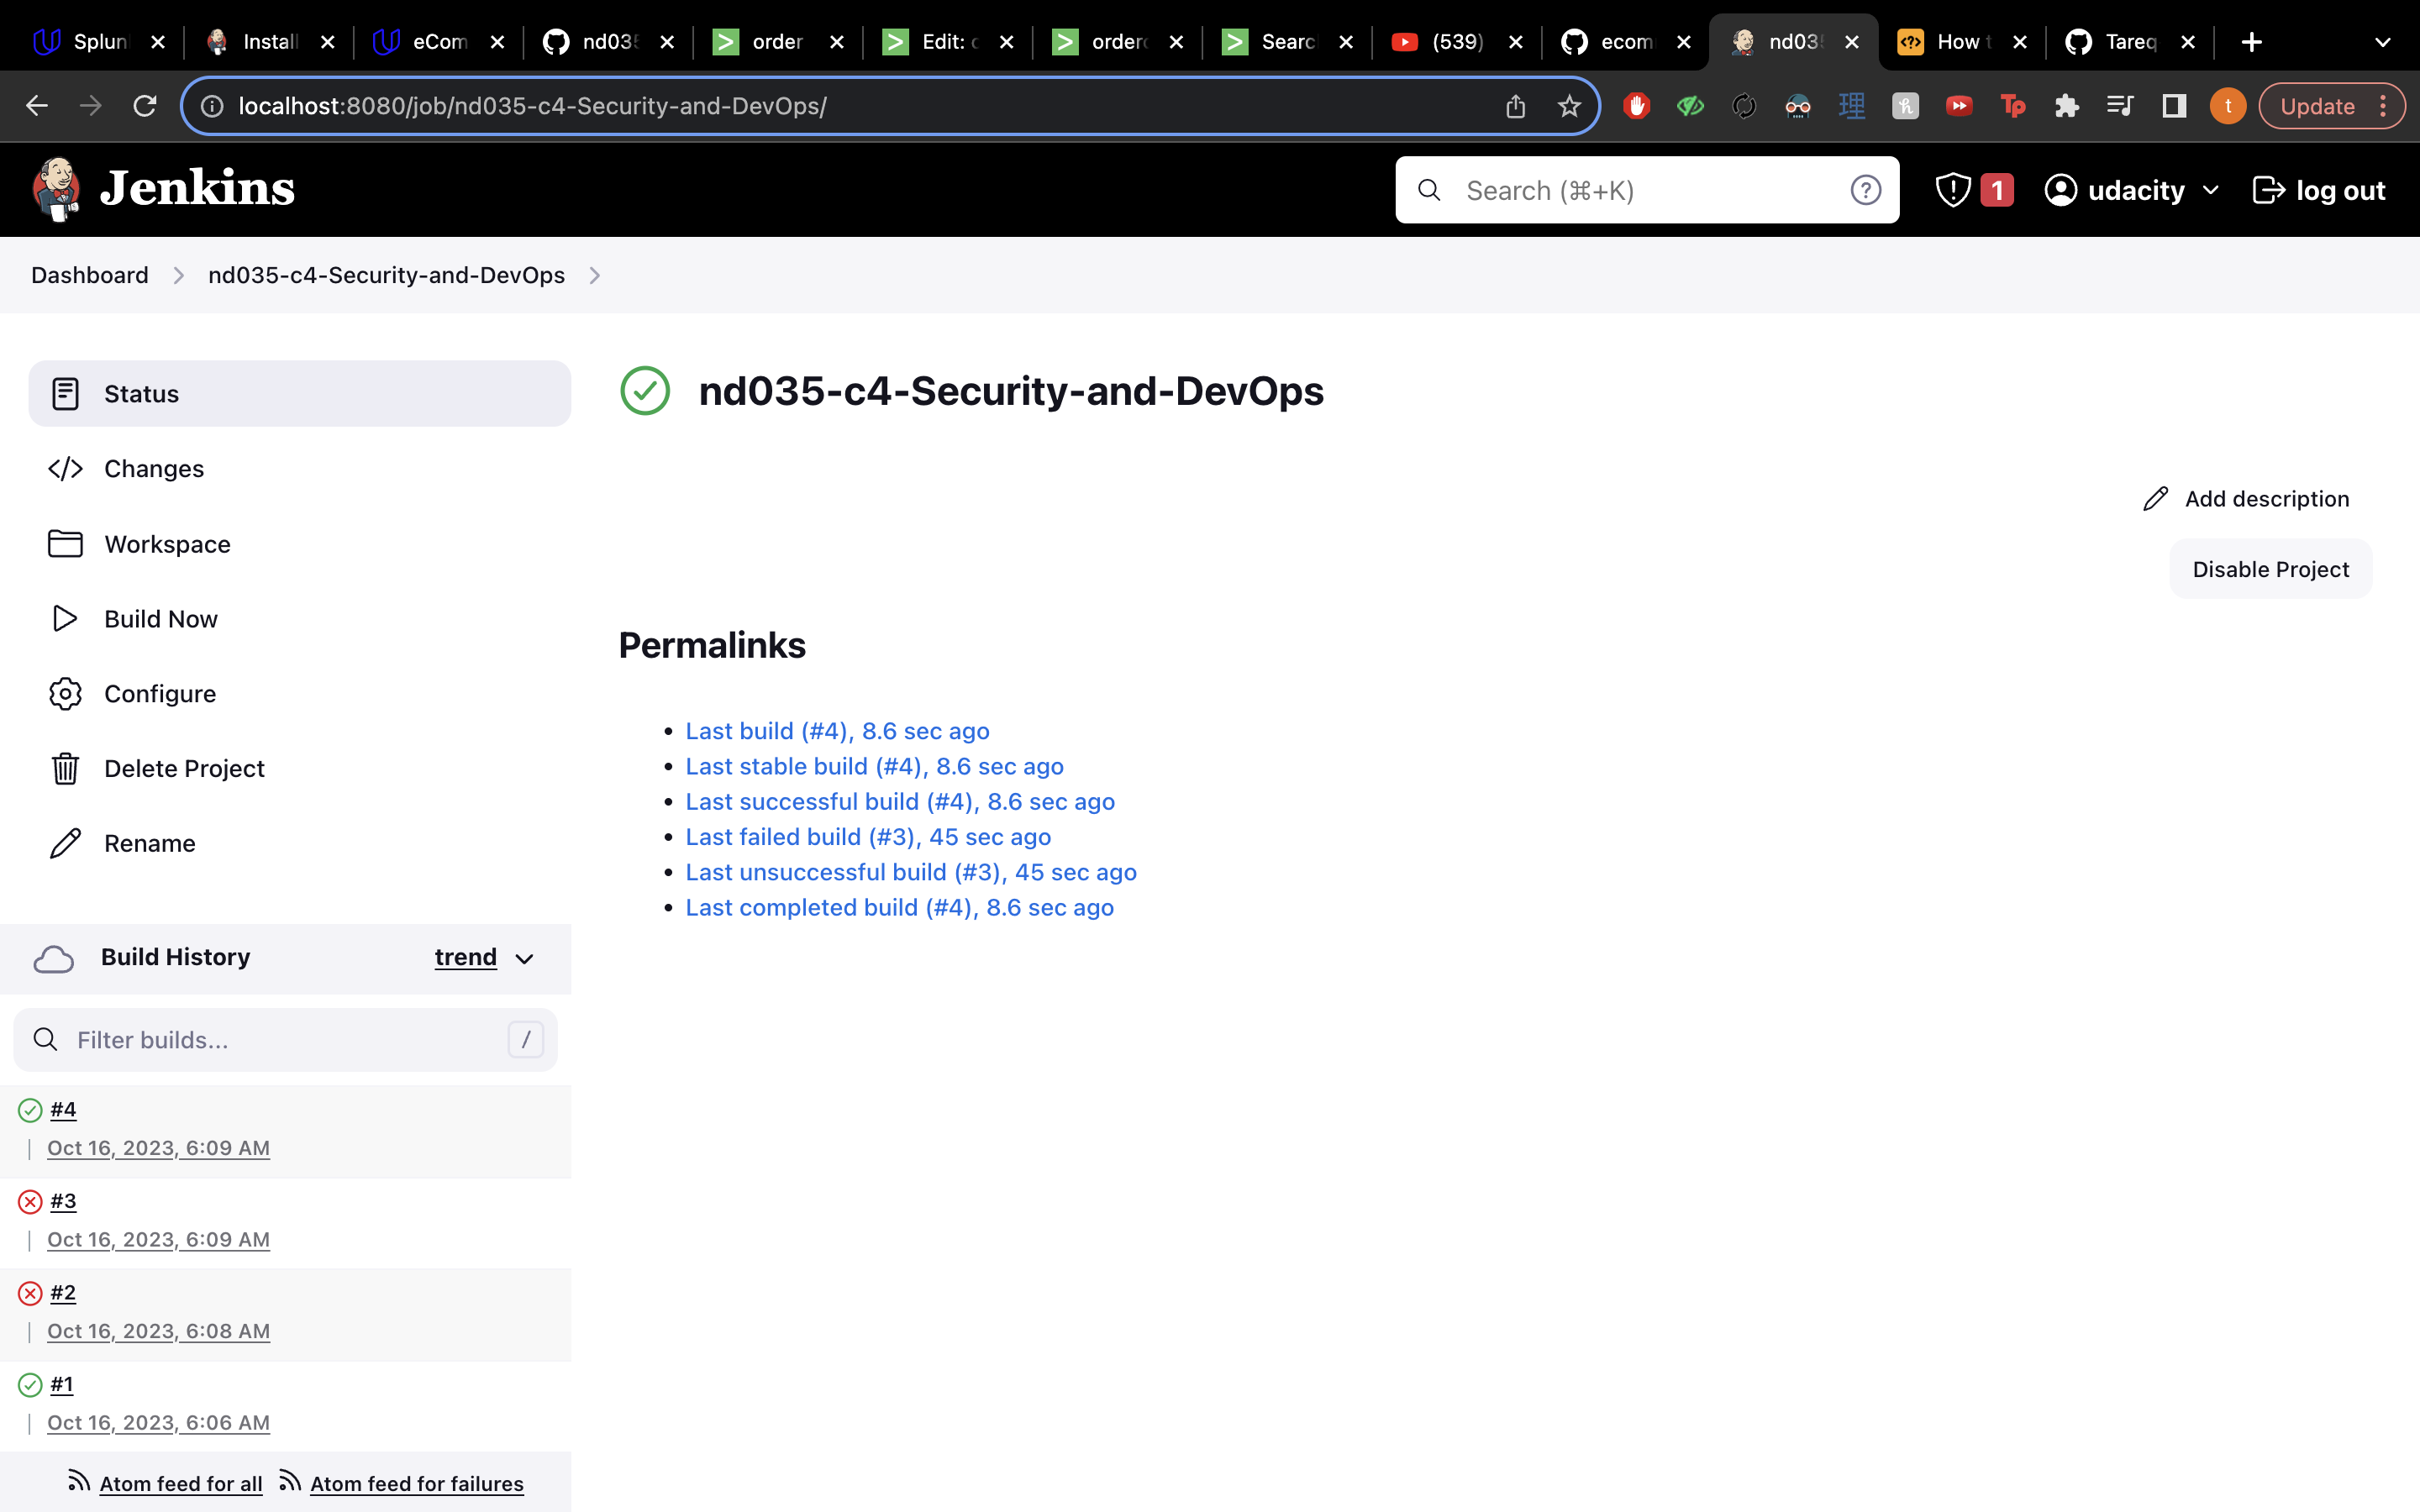 Splun Install eCom nd035 order Edit: order Searc (539) ecom nd035 How t Tareq
localhost:8080/job/nd035-c4-Security-and-DevOps/ 理 h Tp t Update
Jenkins Search (⌘+K) ? 1 udacity log out
Dashboard nd035-c4-Security-and-DevOps
Status
nd035-c4-Security-and-DevOps
Changes
Add description
Workspace
Disable Project
Build Now
Permalinks
Configure
Last build (#4), 8.6 sec ago
Last stable build (#4), 8.6 sec ago
Delete Project
Last successful build (#4), 8.6 sec ago
Last failed build (#3), 45 sec ago
Rename
Last unsuccessful build (#3), 45 sec ago
Last completed build (#4), 8.6 sec ago
Build History trend
Filter builds... /
#4
Oct 16, 2023, 6:09 AM
#3
Oct 16, 2023, 6:09 AM
#2
Oct 16, 2023, 6:08 AM
#1
Oct 16, 2023, 6:06 AM
Atom feed for all Atom feed for failures